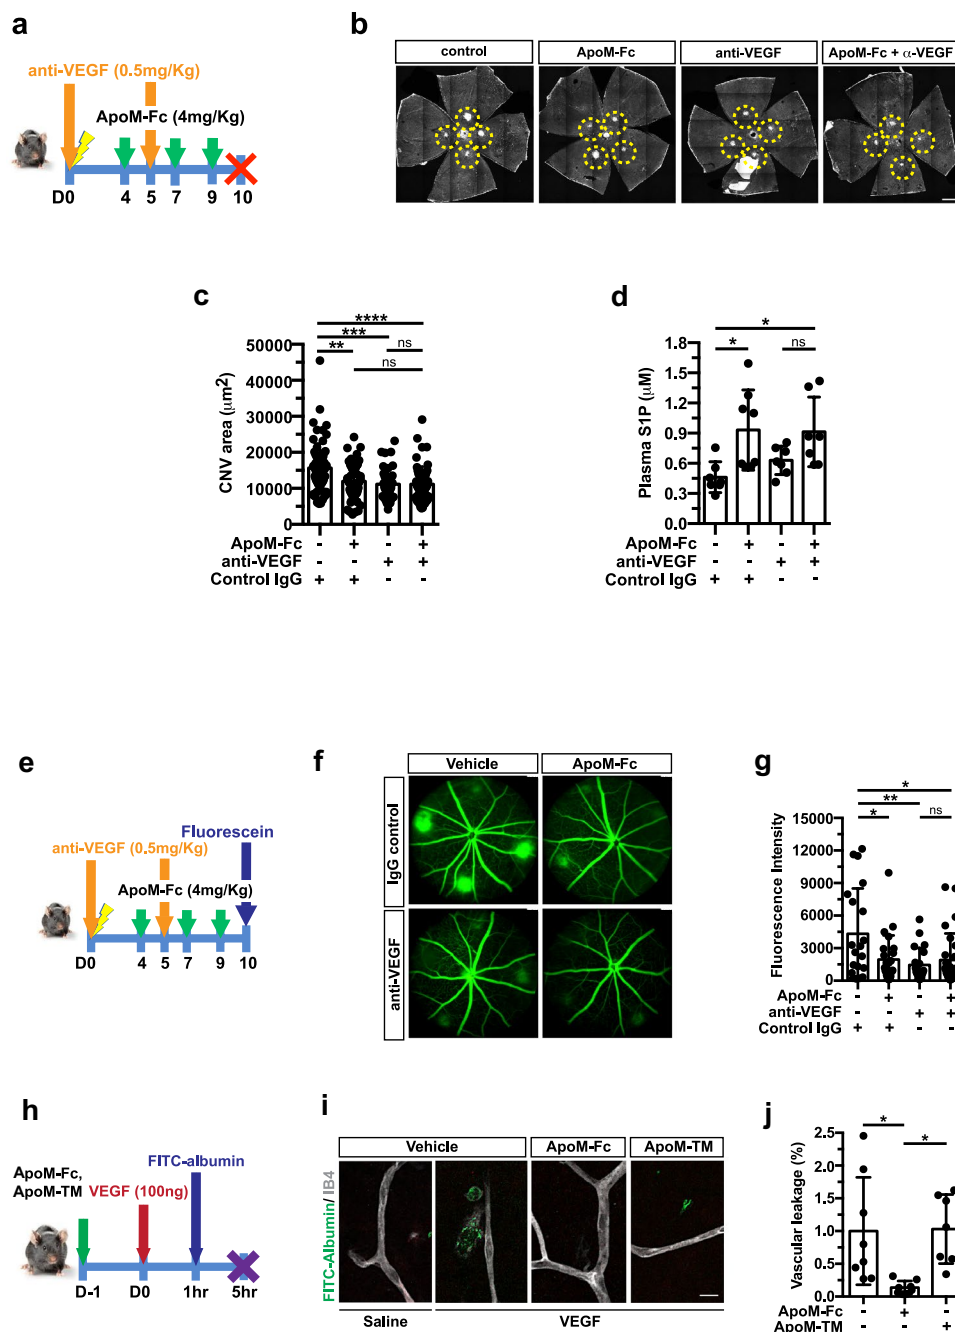 a
anti-VEGF (0.5mg/Kg)
ApoM-Fc (4mg/Kg)
D0 4 5 7 9 10
b
control ApoM-Fc anti-VEGF ApoM-Fc + α-VEGF
c
**** 
*** ns
** ns
CNV area (µm2)
50000
40000
30000
20000
10000
0
ApoM-Fc - + - +
anti-VEGF - - + +
Control IgG + + - -
d
*
* ns
Plasma S1P (µM)
1.8
1.5
1.2
0.9
0.6
0.3
0.0
ApoM-Fc - + - +
anti-VEGF - - + +
Control IgG + + - -
e
Fluorescein
anti-VEGF (0.5mg/Kg)
ApoM-Fc (4mg/Kg)
D0 4 5 7 9 10
f
Vehicle ApoM-Fc
IgG control
anti-VEGF
g
*
**
* ns
Fluorescence Intensity
15000
12000
9000
6000
3000
0
ApoM-Fc - + - +
anti-VEGF - - + +
Control IgG + + - -
h
ApoM-Fc,
ApoM-TM
FITC-albumin
VEGF (100ng)
D-1 D0 1hr 5hr
i
Vehicle ApoM-Fc ApoM-TM
FITC-Albumin/ IB4
Saline VEGF
j
* *
Vascular leakage (%)
2.5
2.0
1.5
1.0
0.5
0.0
ApoM-Fc - + -
ApoM-TM - - +